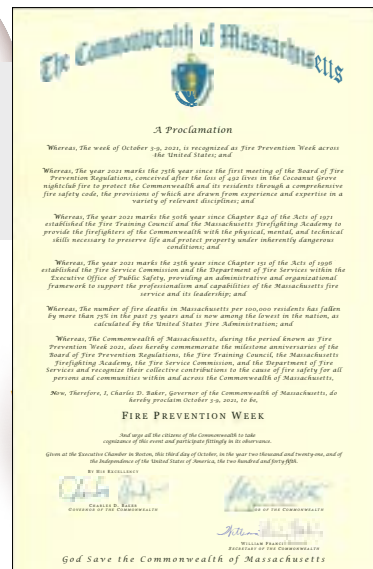 The Commonwealth of Massachusetts
A Proclamation
Whereas, The week of October 3-9, 2021, is recognized as Fire Prevention Week across
the United States; and
Whereas, The year 2021 marks the 75th year since the first meeting of the Board of Fire
Prevention Regulations, conceived after the loss of 492 lives in the Cocoanut Grove
nightclub fire to protect the Commonwealth and its residents through a comprehensive
fire safety code, the provisions of which are drawn from experience and expertise in a
variety of relevant disciplines; and
Whereas, The year 2021 marks the 50th year since Chapter 842 of the Acts of 1971
established the Fire Training Council and the Massachusetts Firefighting Academy to
provide the firefighters of the Commonwealth with the physical, mental, and technical
skills necessary to preserve life and protect property under inherently dangerous
conditions; and
Whereas, The year 2021 marks the 25th year since Chapter 151 of the Acts of 1996
established the Fire Service Commission and the Department of Fire Services within the
Executive Office of Public Safety, providing an administrative and organizational
framework to support the professionalism and capabilities of the Massachusetts fire
service and its leadership; and
Whereas, The number of fire deaths in Massachusetts per 100,000 residents has fallen
by more than 75% in the past 75 years and is now among the lowest in the nation, as
calculated by the United States Fire Administration; and
Whereas, The Commonwealth of Massachusetts, during the period known as Fire
Prevention Week 2021, does hereby commemorate the milestone anniversaries of the
Board of Fire Prevention Regulations, the Fire Training Council, the Massachusetts
Firefighting Academy, the Fire Service Commission, and the Department of Fire
Services and recognize their collective contributions to the cause of fire safety for all
persons and communities within and across the Commonwealth of Massachusetts,
Now, Therefore, I, Charles D. Baker, Governor of the Commonwealth of Massachusetts, do
hereby proclaim October 3-9, 2021, to be,
FIRE PREVENTION WEEK
And urge all the citizens of the Commonwealth to take
cognizance of this event and participate fittingly in its observance.
Given at the Executive Chamber in Boston, this third day of October, in the year two thousand and twenty-one, and of
the Independence of the United States of America, the two hundred and forty-fifth.
BY HIS EXCELLENCY
CHARLES D. BAKER
GOVERNOR OF THE COMMONWEALTH
OF THE COMMONWEALTH
WILLIAM FRANCIS
SECRETARY OF THE COMMONWEALTH
God Save the Commonwealth of Massachusetts